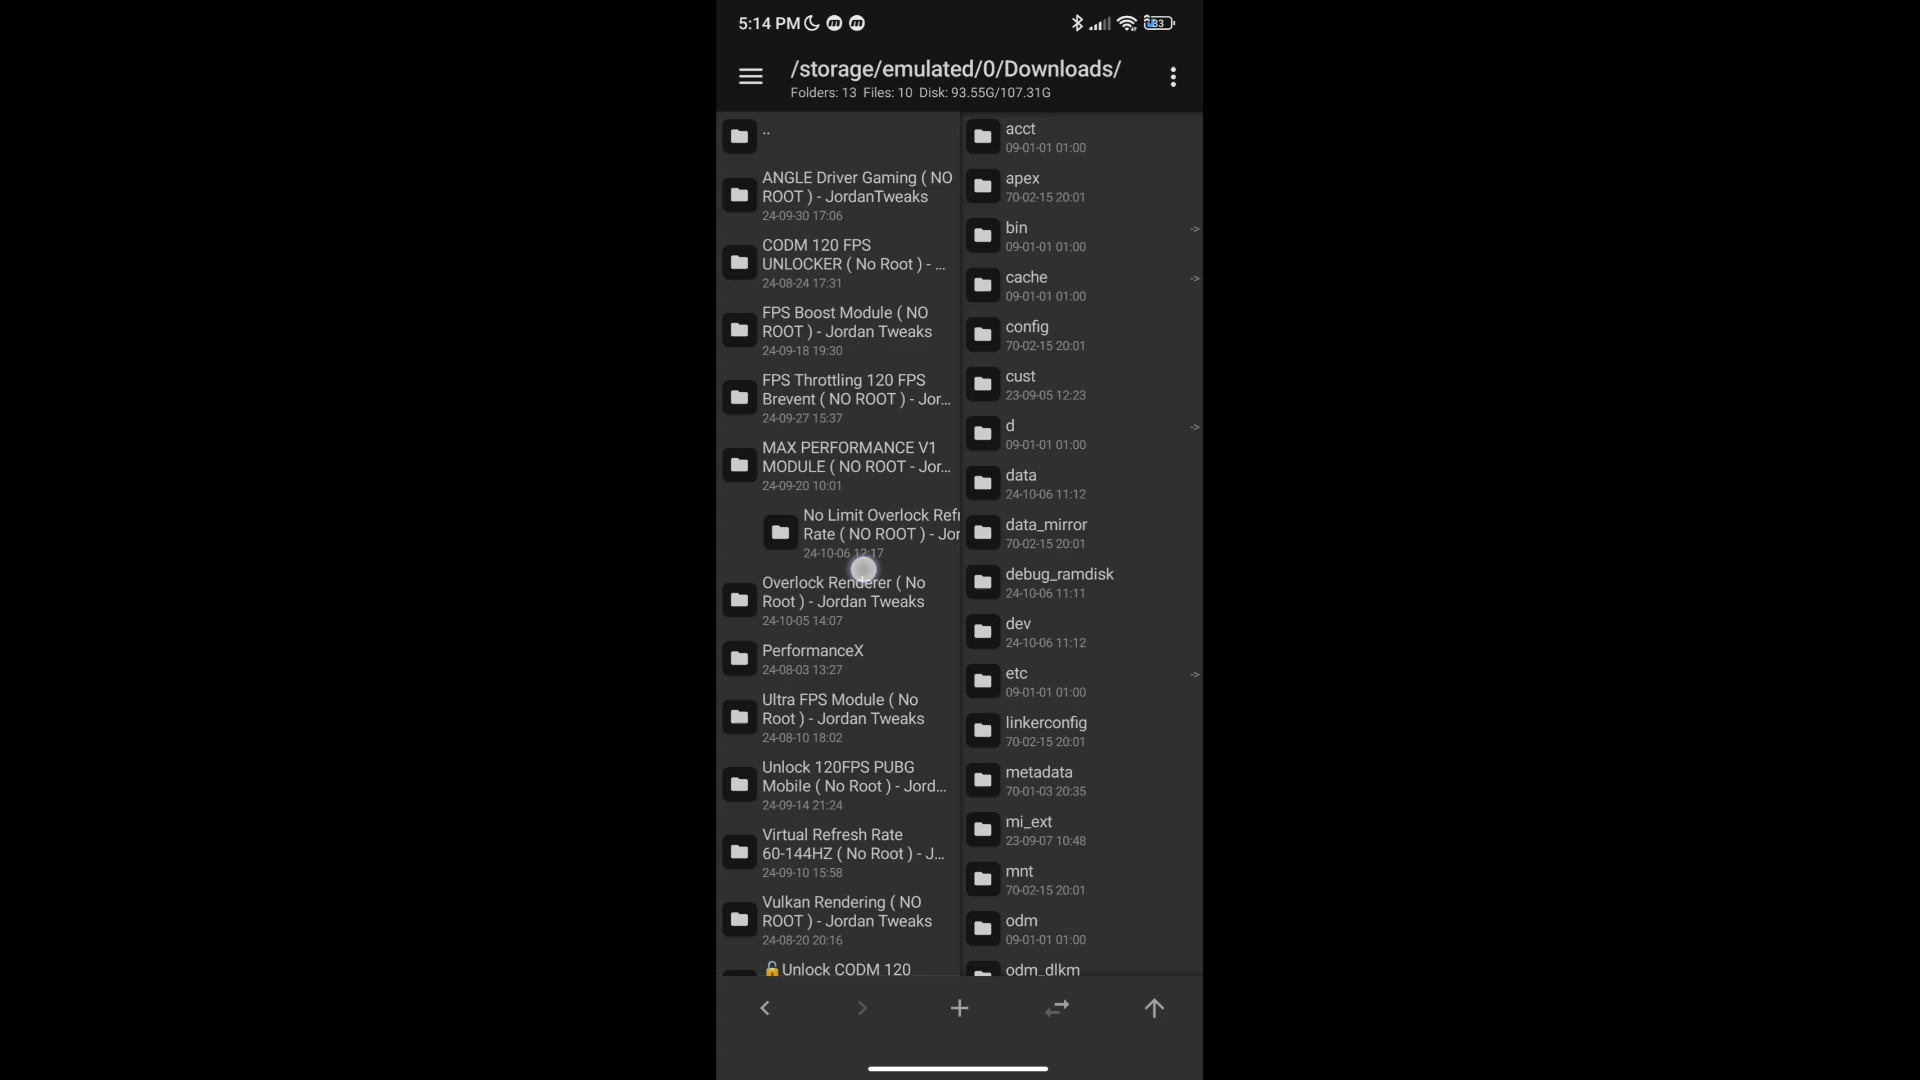 5:14 PM
83
/storage/emulated/0/Downloads/
Folders: 13 Files: 10 Disk: 93.55G/107.31G
..
ANGLE Driver Gaming ( NO
ROOT ) - JordanTweaks
24-09-30 17:06
CODM 120 FPS
UNLOCKER ( No Root ) - ...
24-08-24 17:31
FPS Boost Module ( NO
ROOT ) - Jordan Tweaks
24-09-18 19:30
FPS Throttling 120 FPS
Brevent ( NO ROOT ) - Jor...
24-09-27 15:37
MAX PERFORMANCE V1
MODULE ( NO ROOT - Jor...
24-09-20 10:01
No Limit Overlock Refr
Rate ( NO ROOT ) - Jor
24-10-06 12:17
Overlock Renderer ( No
Root ) - Jordan Tweaks
24-10-05 14:07
PerformanceX
24-08-03 13:27
Ultra FPS Module ( No
Root ) - Jordan Tweaks
24-08-10 18:02
Unlock 120FPS PUBG
Mobile ( No Root ) - Jord...
24-09-14 21:24
Virtual Refresh Rate
60-144HZ ( No Root ) - J...
24-09-10 15:58
Vulkan Rendering ( NO
ROOT ) - Jordan Tweaks
24-08-20 20:16
🔓Unlock CODM 120
acct
09-01-01 01:00
apex
70-02-15 20:01
bin
->
09-01-01 01:00
cache
->
09-01-01 01:00
config
70-02-15 20:01
cust
23-09-05 12:23
d
->
09-01-01 01:00
data
24-10-06 11:12
data_mirror
70-02-15 20:01
debug_ramdisk
24-10-06 11:11
dev
24-10-06 11:12
etc
->
09-01-01 01:00
linkerconfig
70-02-15 20:01
metadata
70-01-03 20:35
mi_ext
23-09-07 10:48
mnt
70-02-15 20:01
odm
09-01-01 01:00
odm_dlkm